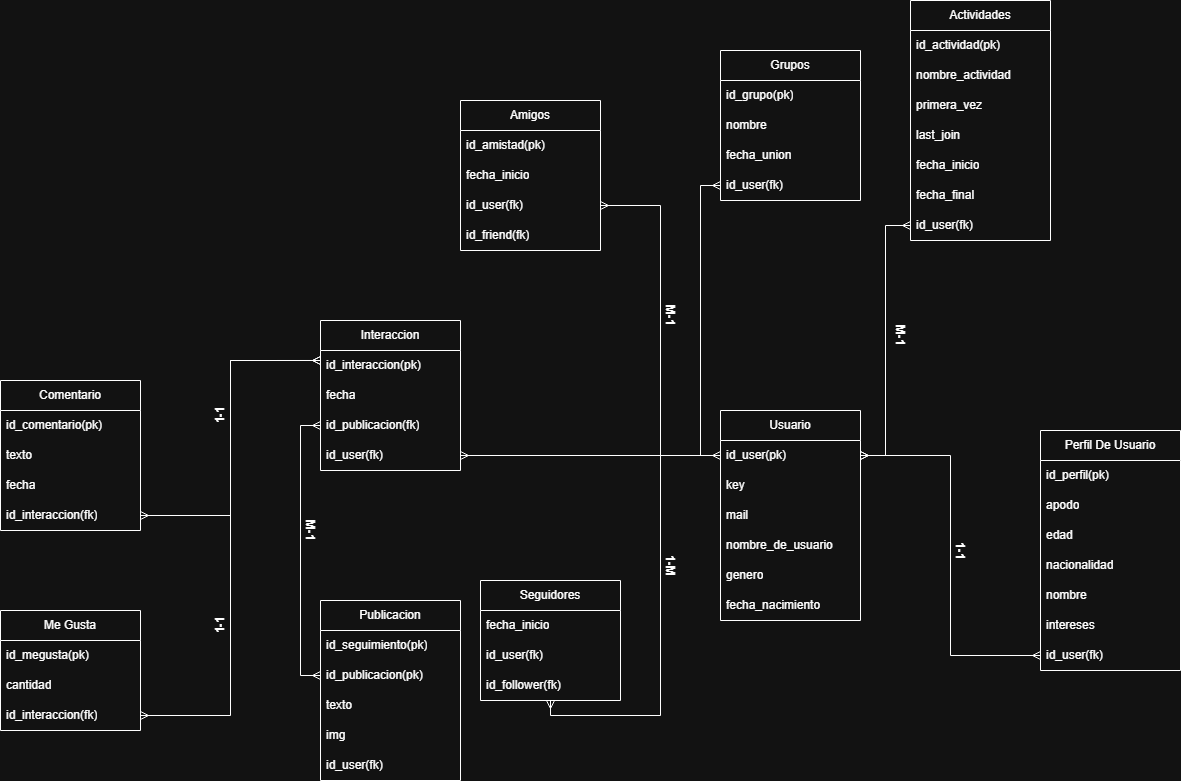 Actividades
id_actividad(pk)
nombre_actividad
primera_vez
last_join
fecha_inicio
fecha_final
id_user(fk)
Grupos
id_grupo(pk)
nombre
fecha_union
id_user(fk)
Amigos
id_amistad(pk)
fecha_inicio
id_user(fk)
id_friend(fk)
M-1
M-1
Interaccion
id_interaccion(pk)
fecha
id_publicacion(fk)
id_user(fk)
Comentario
id_comentario(pk)
texto
fecha
id_interaccion(fk)
1-1
Usuario
id_user(pk)
key
mail
nombre_de_usuario
genero
fecha_nacimiento
Perfil De Usuario
id_perfil(pk)
apodo
edad
nacionalidad
nombre
intereses
id_user(fk)
M-1
1-M
1-1
Me Gusta
id_megusta(pk)
cantidad
id_interaccion(fk)
1-1
Publicacion
id_seguimiento(pk)
id_publicacion(pk)
texto
img
id_user(fk)
Seguidores
fecha_inicio
id_user(fk)
id_follower(fk)